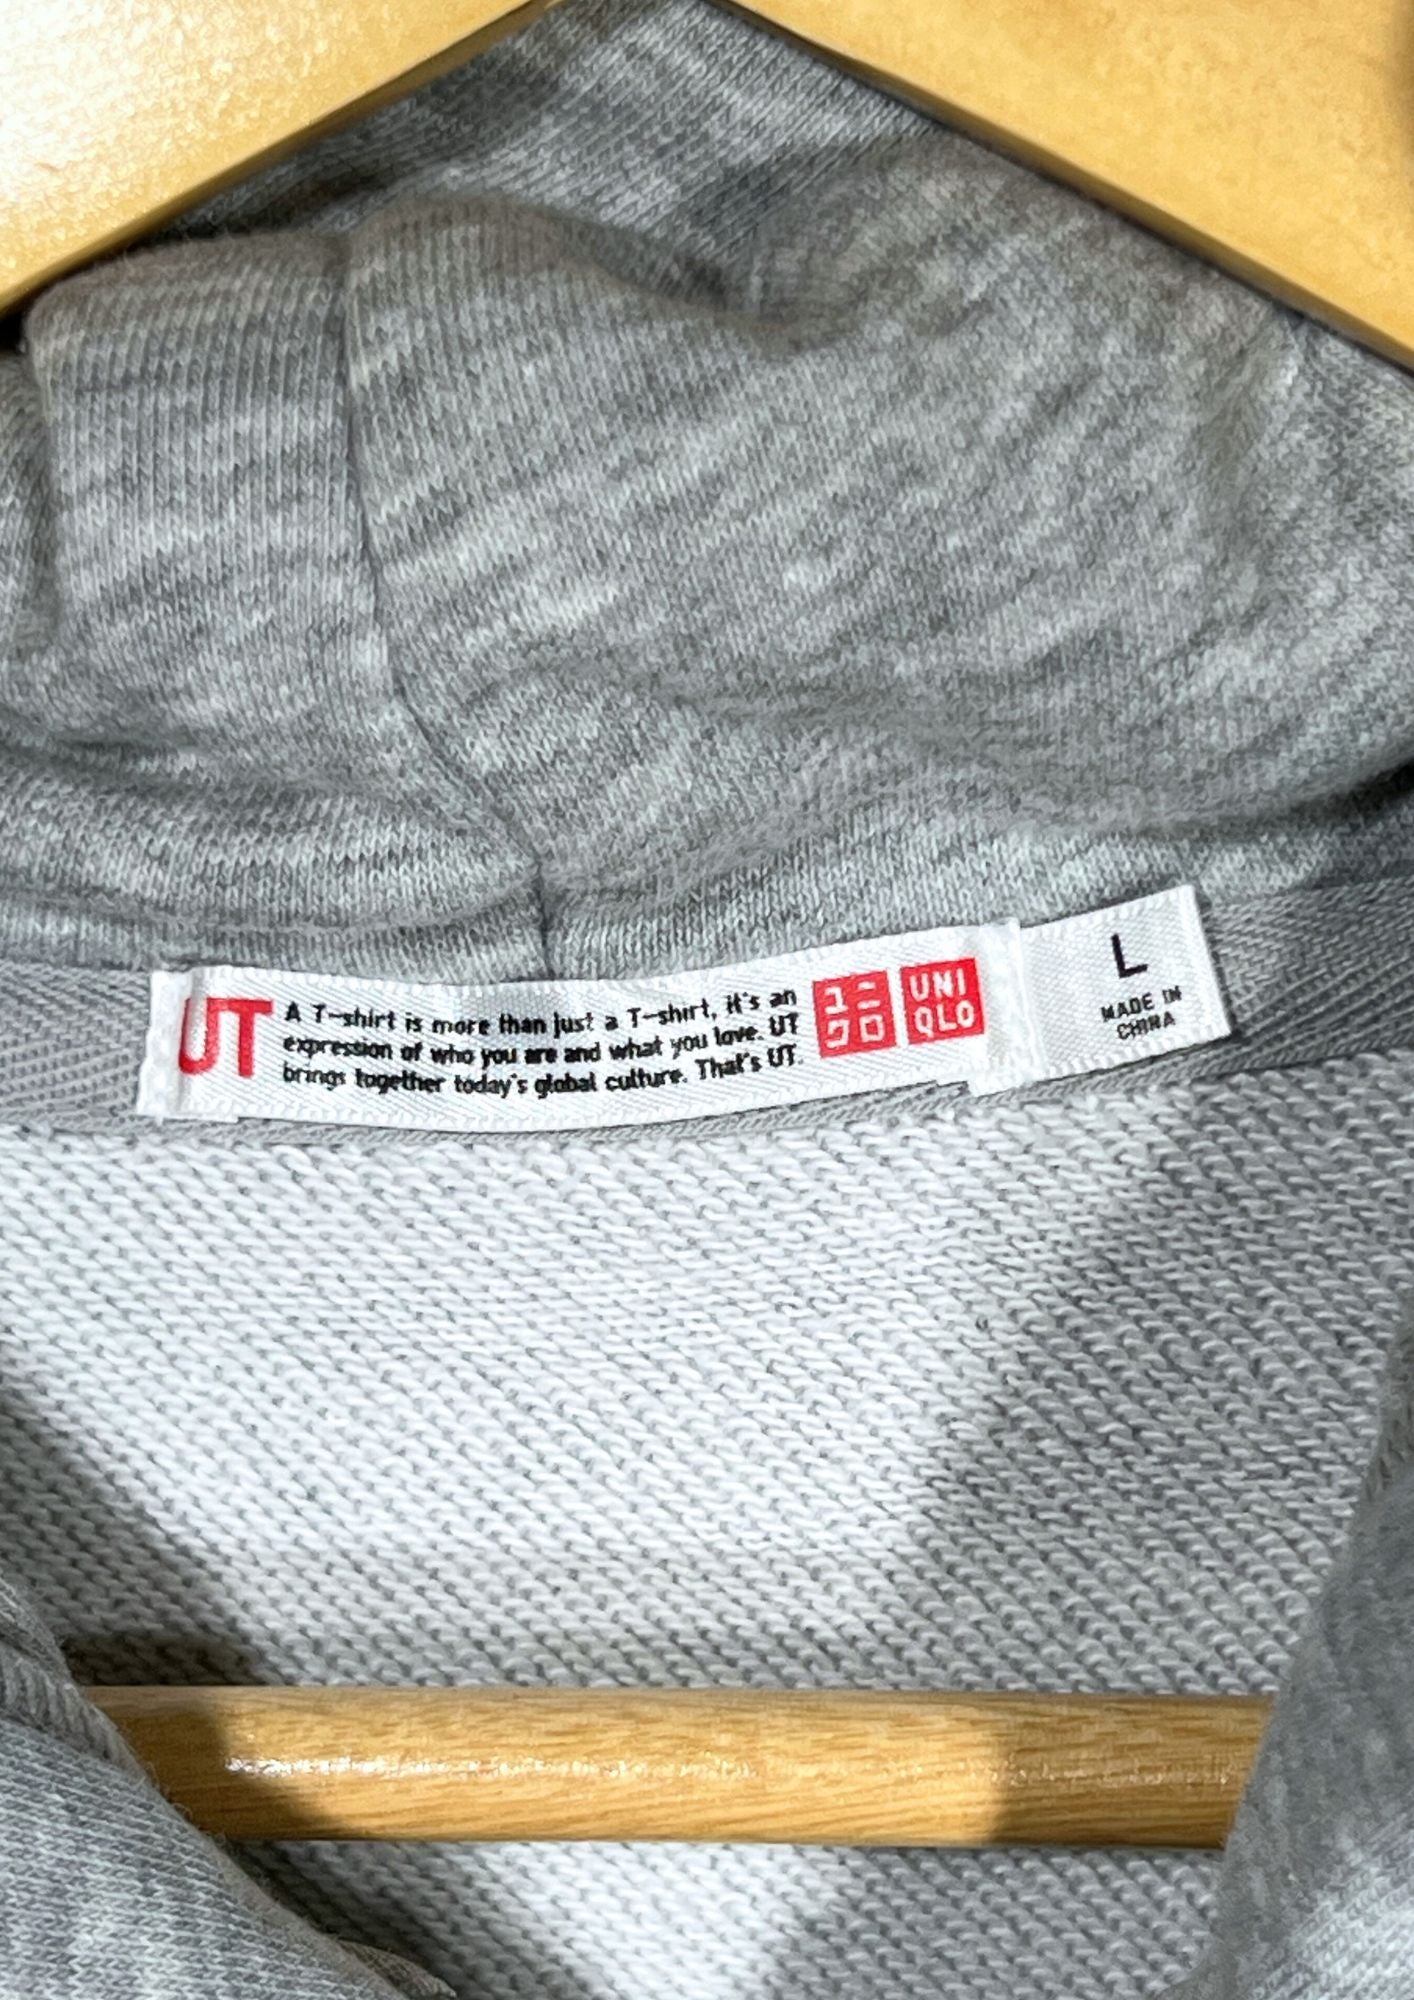 UT
A T-shirt is more than just a T-shirt, it's an
expression of who you are and what you love. UT
brings together today's global culture. That's UT.
ユニ
クロ
UNI
QLO
L
MADE IN
CHINA